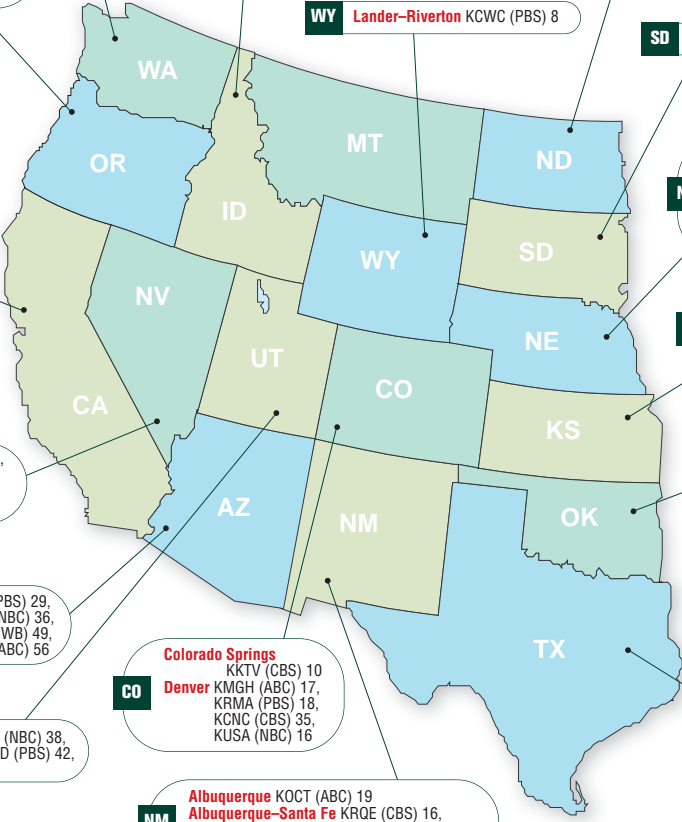 WY Lander–Riverton KCWC (PBS) 8
SD
WA
MT
ND
OR
ID
WY
SD
NV
NE
UT
CO
CA
KS
AZ
NM
OK
TX
PBS) 29,
NBC) 36,
WB) 49,
ABC) 56
(NBC) 38,
D (PBS) 42,
CO
Colorado Springs
KKTV (CBS) 10
Denver KMGH (ABC) 17,
KRMA (PBS) 18,
KCNC (CBS) 35,
KUSA (NBC) 16
NM
Albuquerque KOCT (ABC) 19
Albuquerque–Santa Fe KRQE (CBS) 16,